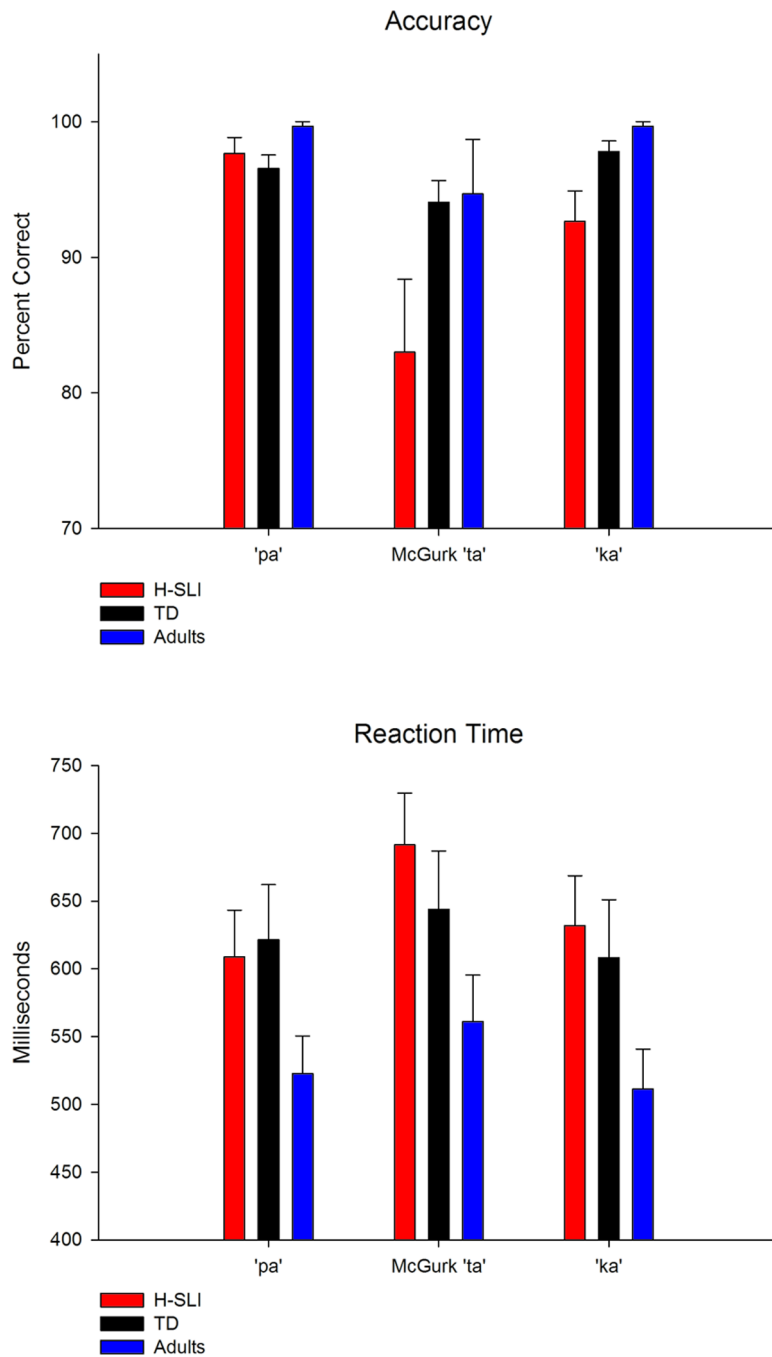 Accuracy
Percent Correct
100
90
80
70
'pa'
McGurk 'ta'
'ka'
H-SLI
TD
Adults
Reaction Time
Milliseconds
750
700
650
600
550
500
450
400
'pa'
McGurk 'ta'
'ka'
H-SLI
TD
Adults